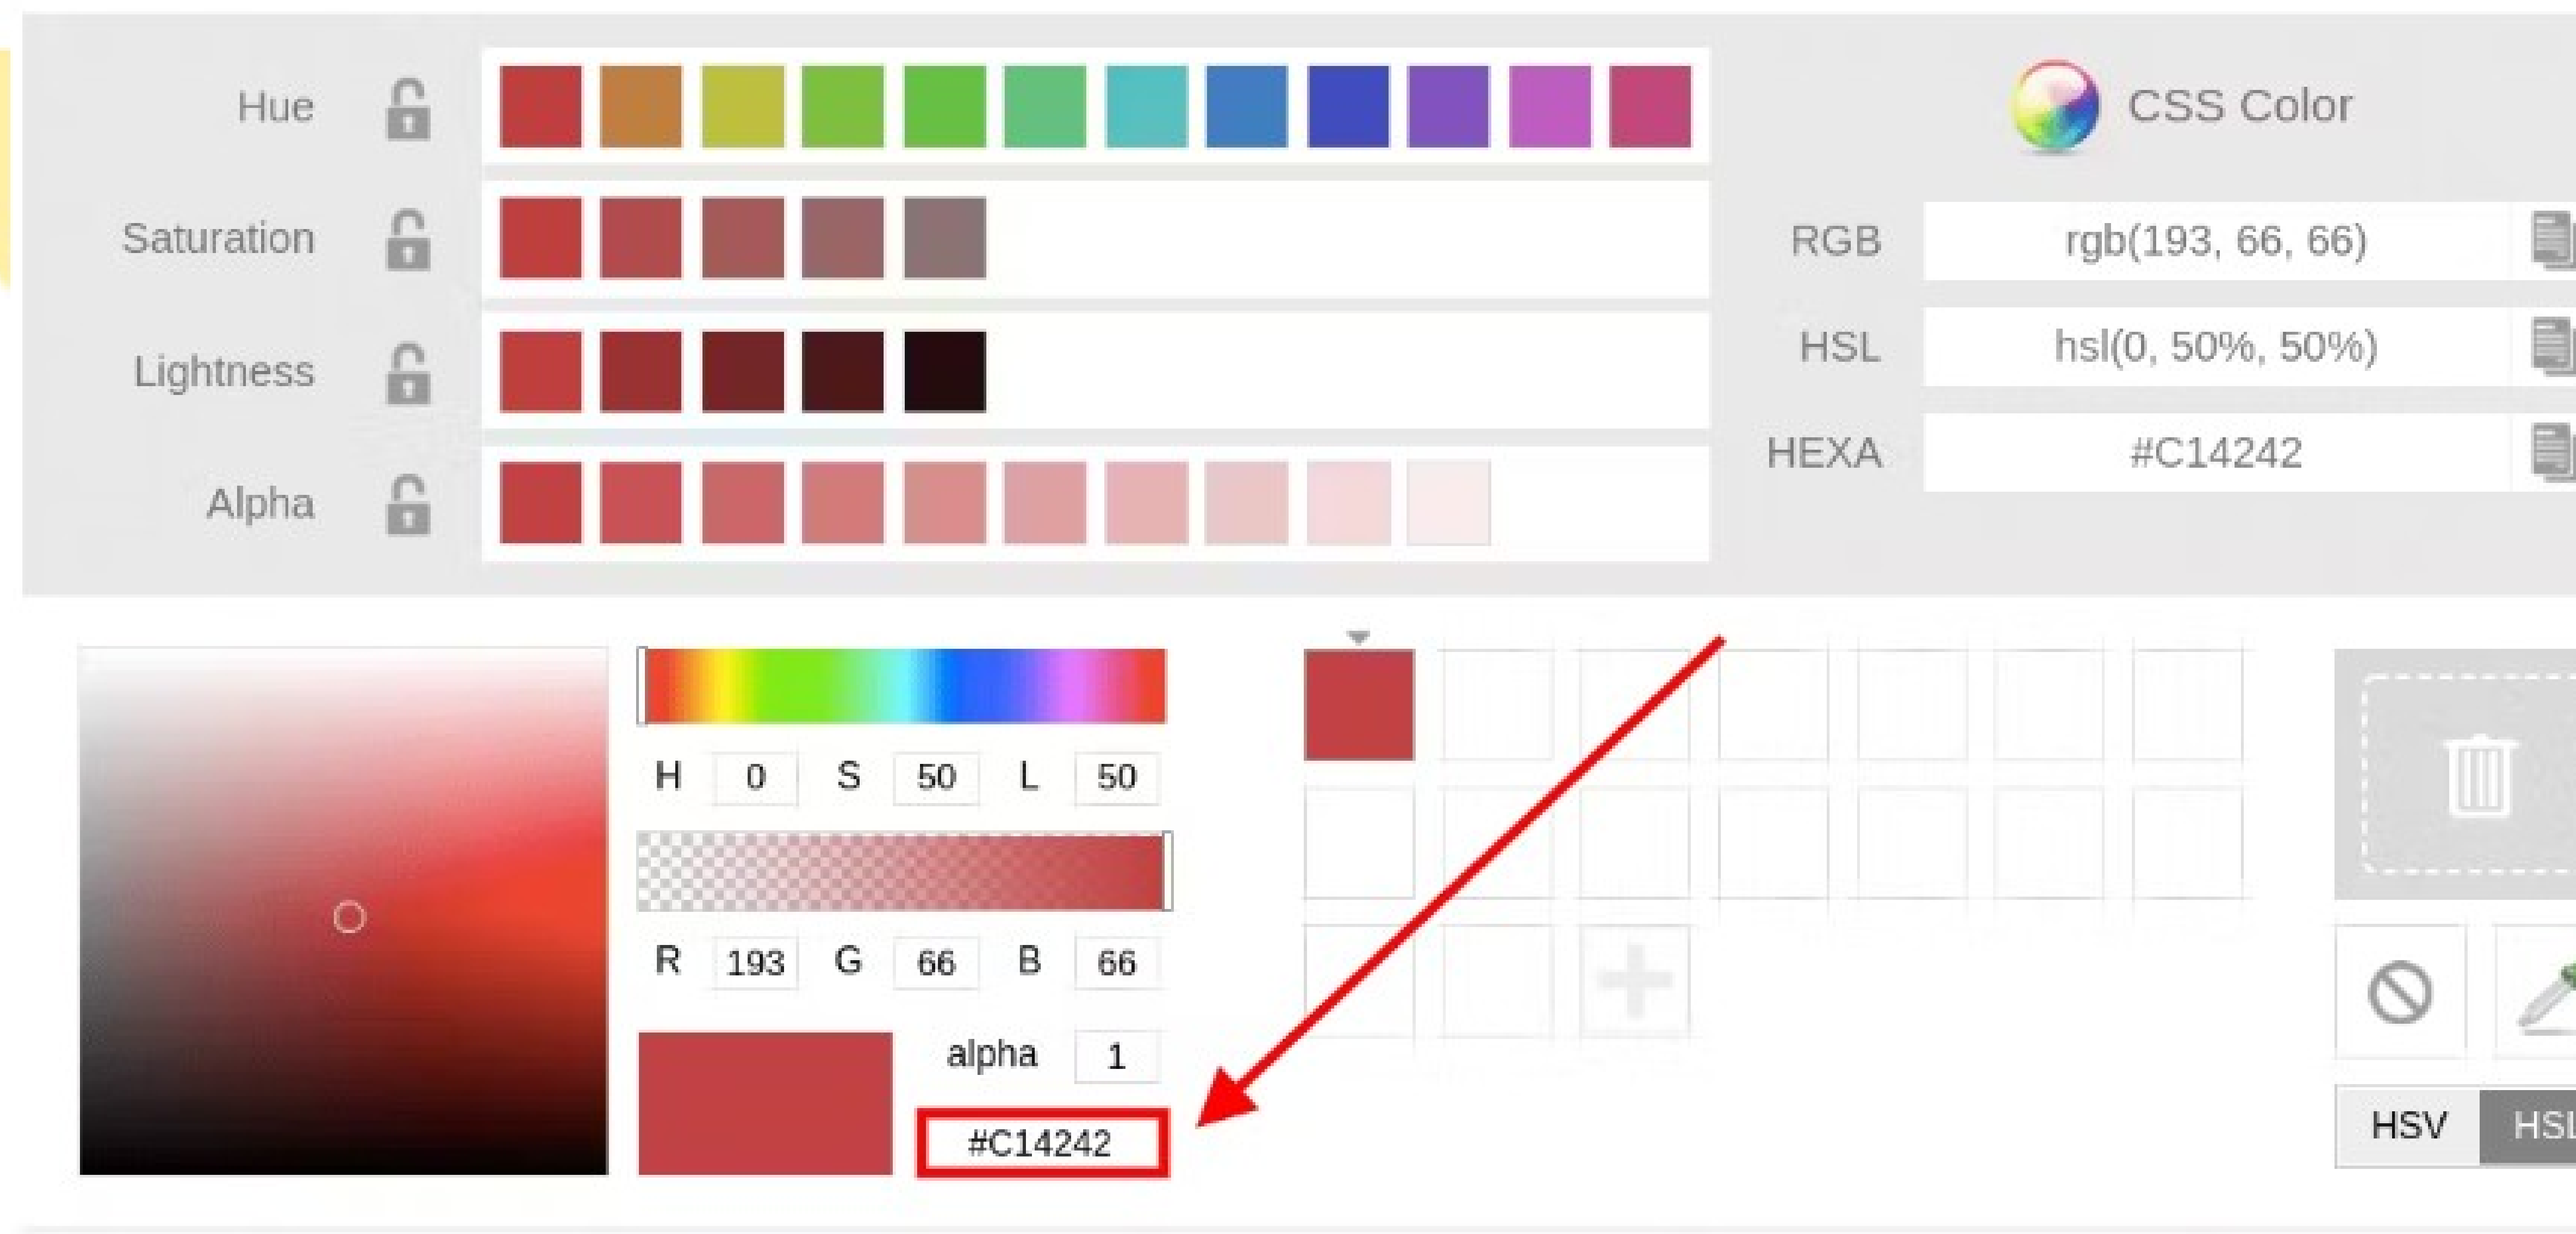 Hue
CSS Color
Saturation
RGB
rgb(193, 66, 66)
Lightness
HSL
hsl(0, 50%, 50%)
Alpha
HEXA
#C14242
H 0 S 50 L 50
R 193 G 66 B 66
alpha 1
#C14242
HSV
HSL